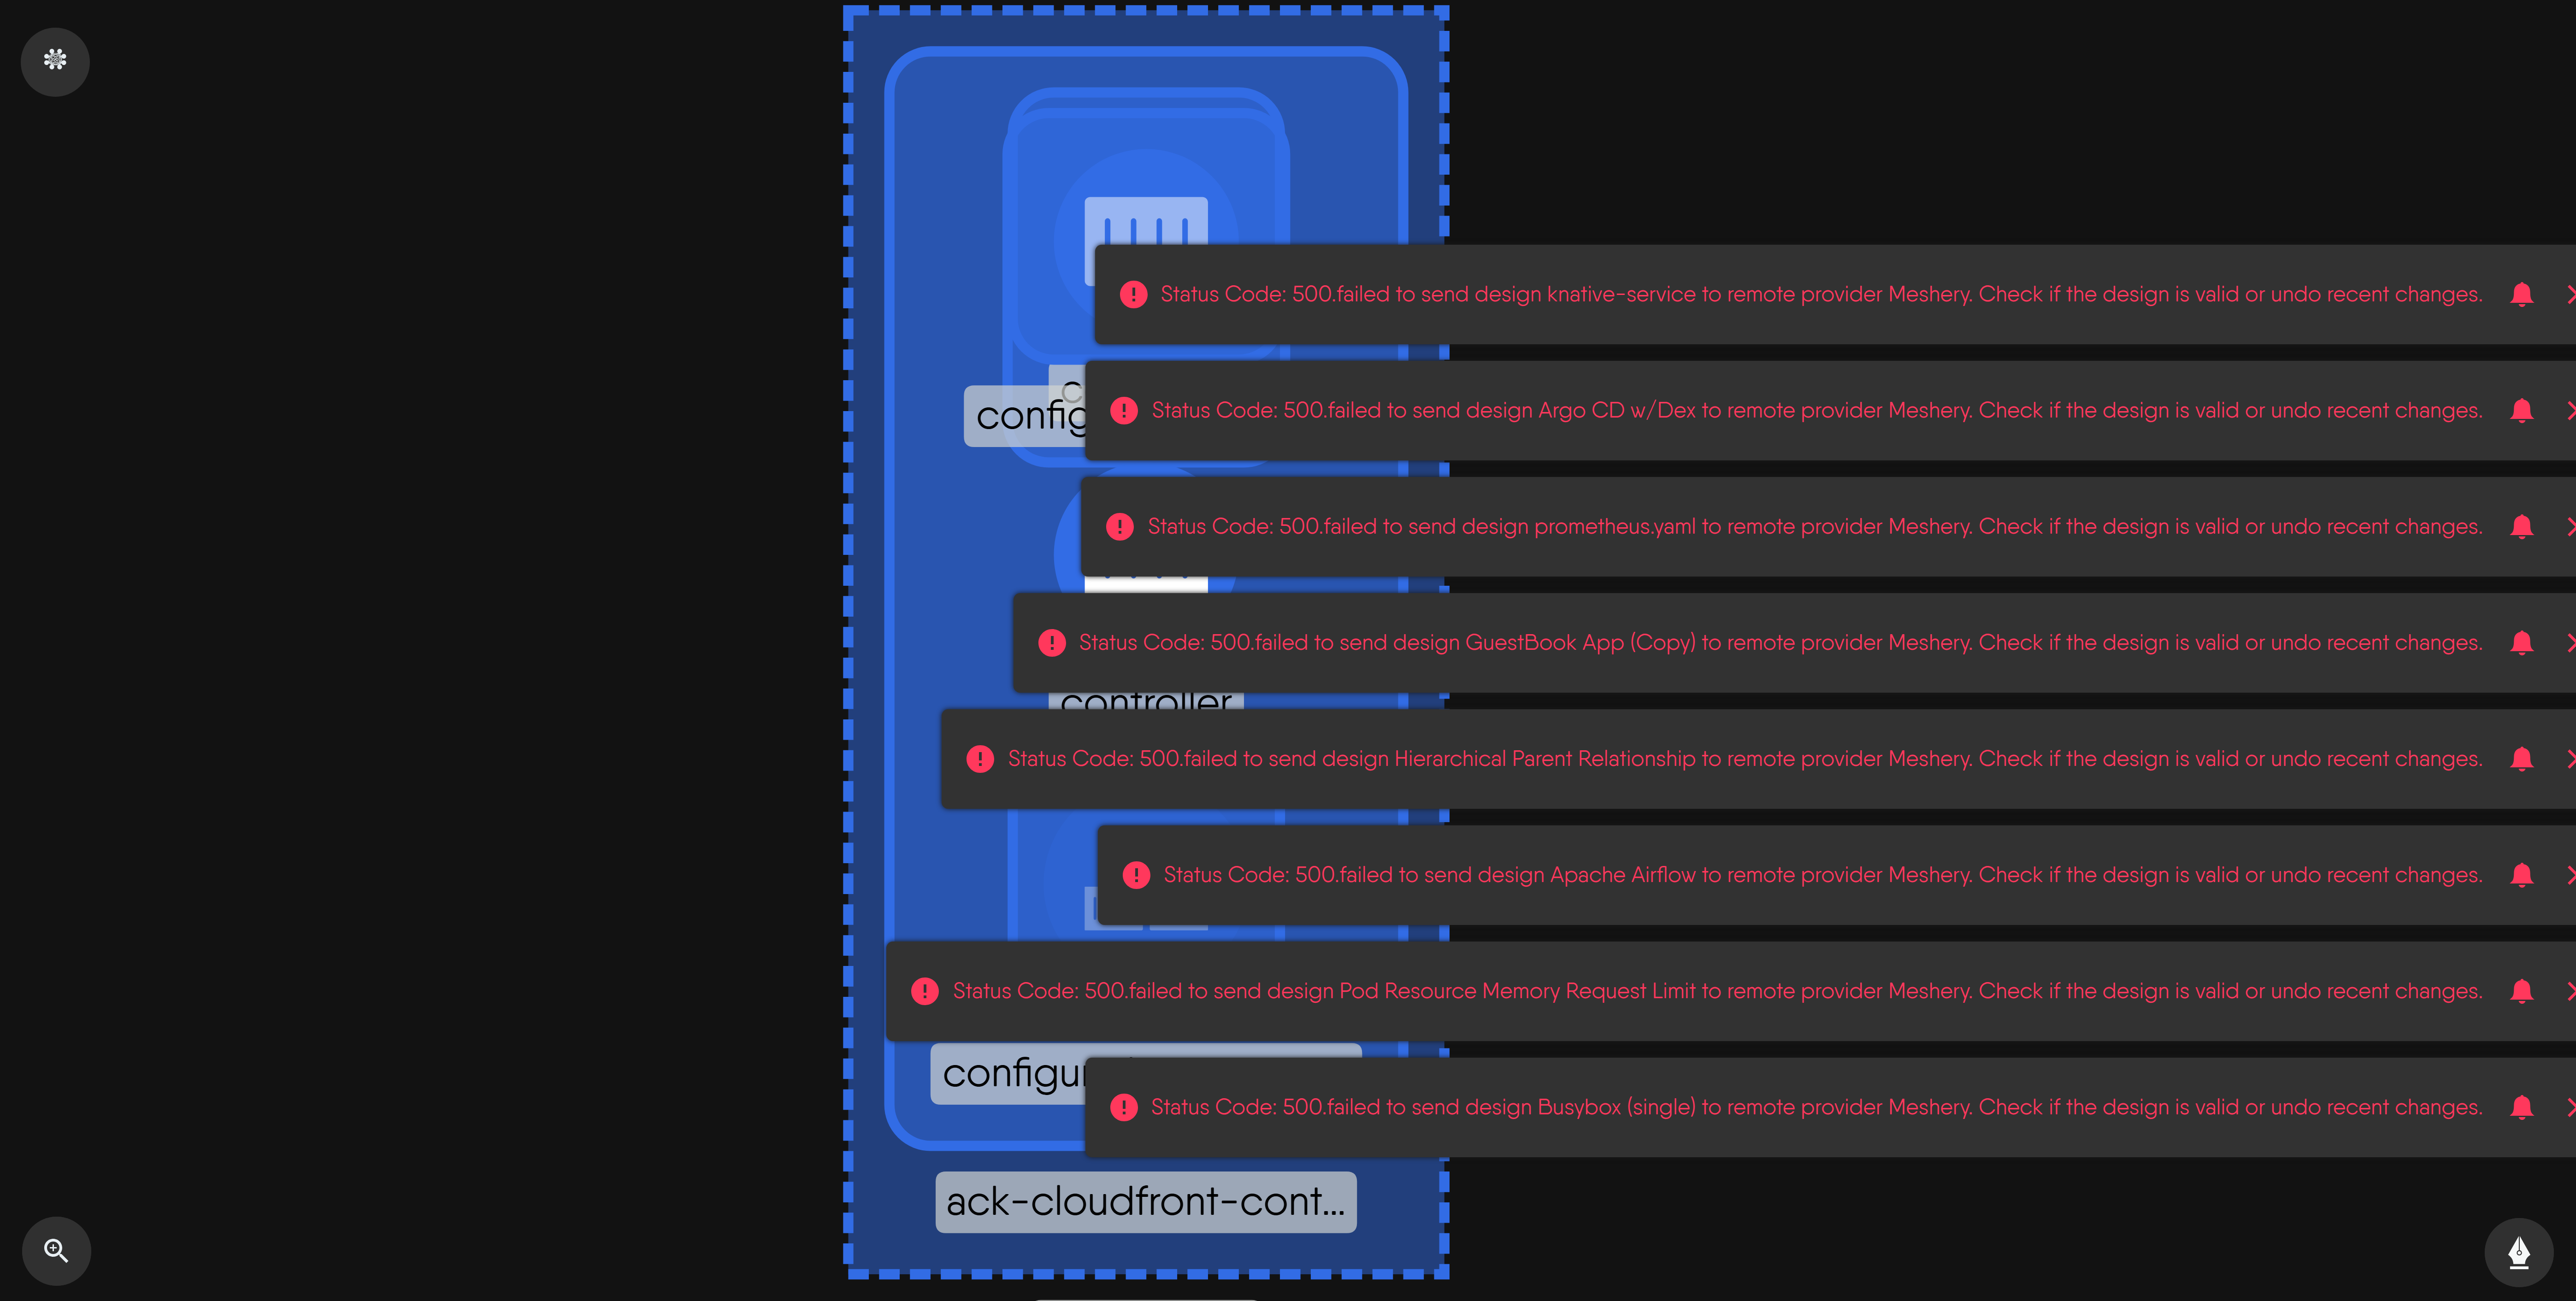 Status Code: 500.failed to send design knative-service to remote provider Meshery. Check if the design is valid or undo recent changes.
Status Code: 500.failed to send design Argo CD w/Dex to remote provider Meshery. Check if the design is valid or undo recent changes.
Status Code: 500.failed to send design prometheus.yaml to remote provider Meshery. Check if the design is valid or undo recent changes.
Status Code: 500.failed to send design GuestBook App (Copy) to remote provider Meshery. Check if the design is valid or undo recent changes.
controller
Status Code: 500.failed to send design Hierarchical Parent Relationship to remote provider Meshery. Check if the design is valid or undo recent changes.
Status Code: 500.failed to send design Apache Airflow to remote provider Meshery. Check if the design is valid or undo recent changes.
Status Code: 500.failed to send design Pod Resource Memory Request Limit to remote provider Meshery. Check if the design is valid or undo recent changes.
Status Code: 500.failed to send design Busybox (single) to remote provider Meshery. Check if the design is valid or undo recent changes.
ack-cloudfront-cont...